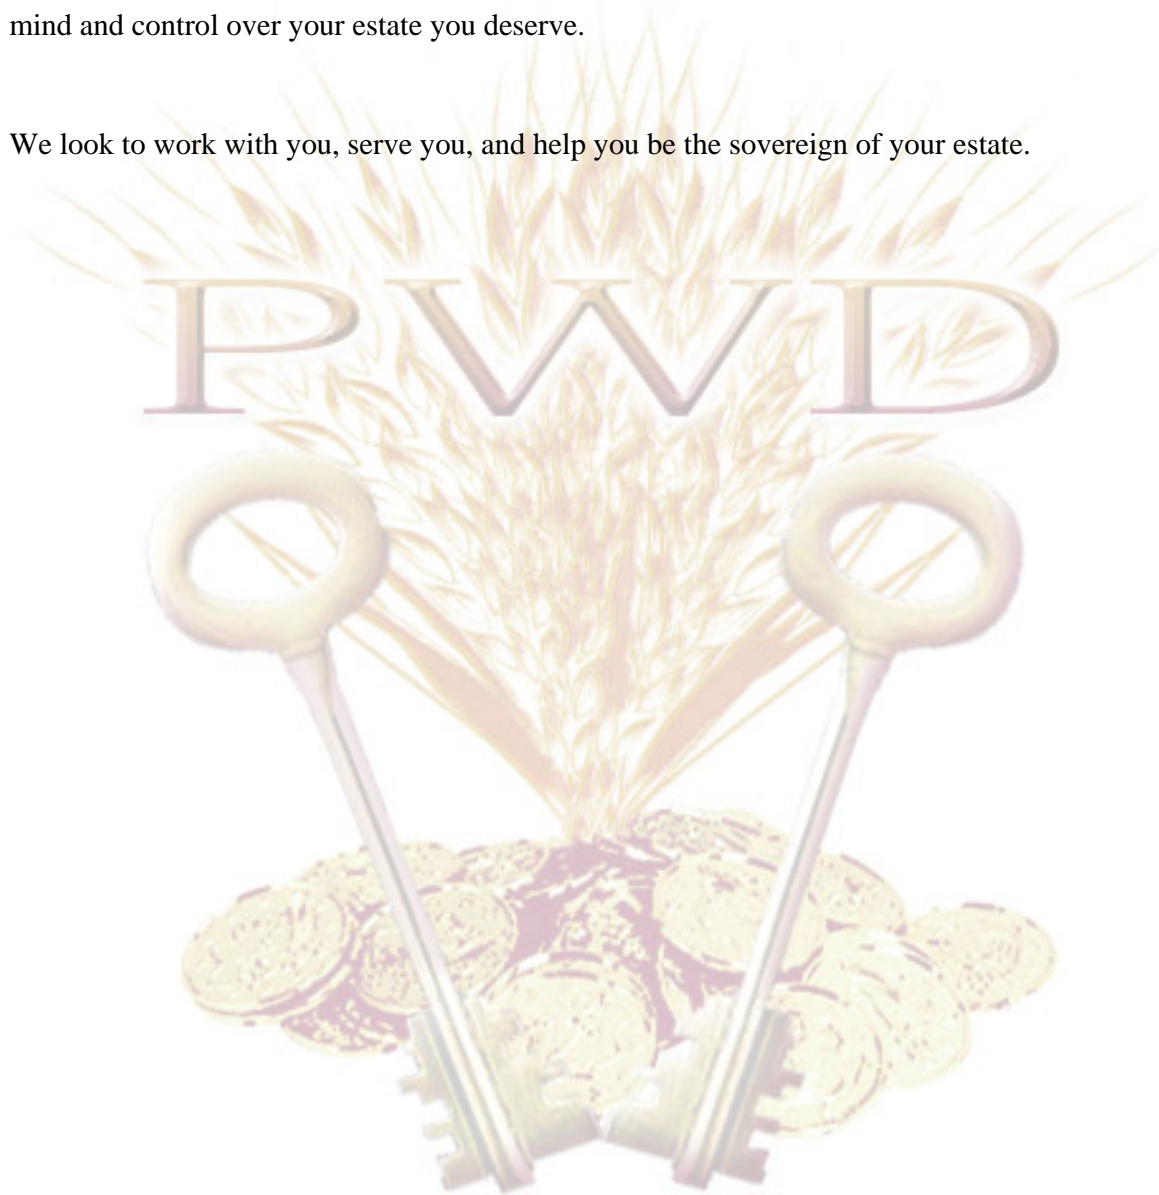 mind and control over your estate you deserve.
We look to work with you, serve you, and help you be the sovereign of your estate.
PWD